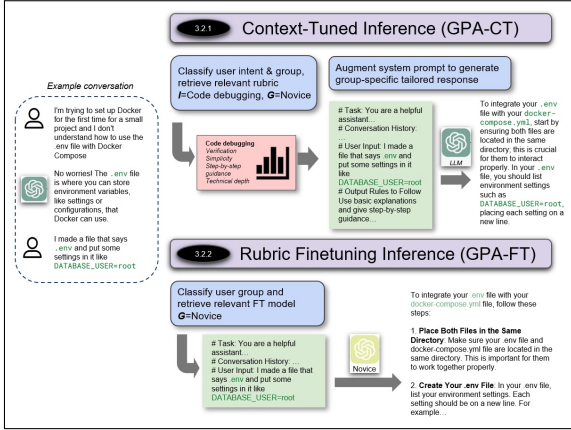 3.2.1
Context-Tuned Inference (GPA-CT)
Example conversation
I'm trying to set up Docker
for the first time for a small
project and I don't
understand how to use the
.env file with Docker
Compose
No worries! The .env file
is where you can store
environment variables,
like settings or
configurations, that
Docker can use.
I made a file that says
.env and put some
settings in it like
DATABASE_USER=root
Classify user intent & group,
retrieve relevant rubric
I=Code debugging, G=Novice
Code debugging
Verification
Simplicity
Step-by-step
guidance
Technical depth
Augment system prompt to generate
group-specific tailored response
# Task: You are a helpful
assistant…
# Conversation History:
…
# User Input: I made a
file that says .env and put
some settings in it like
DATABASE_USER=root
# Output Rules to Follow
Use basic explanations
and give step-by-step
guidance…
LLM
To integrate your .env
file with your docker-
compose.yml, start by
ensuring both files are
located in the same
directory; this is crucial
for them to interact
properly. In your .env
file, you should list
environment settings
such as
DATABASE_USER=root,
placing each setting on a
new line.
3.2.2
Rubric Finetuning Inference (GPA-FT)
Classify user group and
retrieve relevant FT model
G=Novice
# Task: You are a helpful
assistant…
# Conversation History: …
# User Input: I made a file that
says .env and put some
settings in it like
DATABASE_USER=root
Novice
To integrate your .env file with your
docker-compose.yml file, follow these
steps:
1. Place Both Files in the Same
Directory: Make sure your .env file and
docker-compose.yml file are located in the
same directory. This is important for them
to work together properly.
2. Create Your .env File: In your .env file,
list your environment settings. Each
setting should be on a new line. For
example…